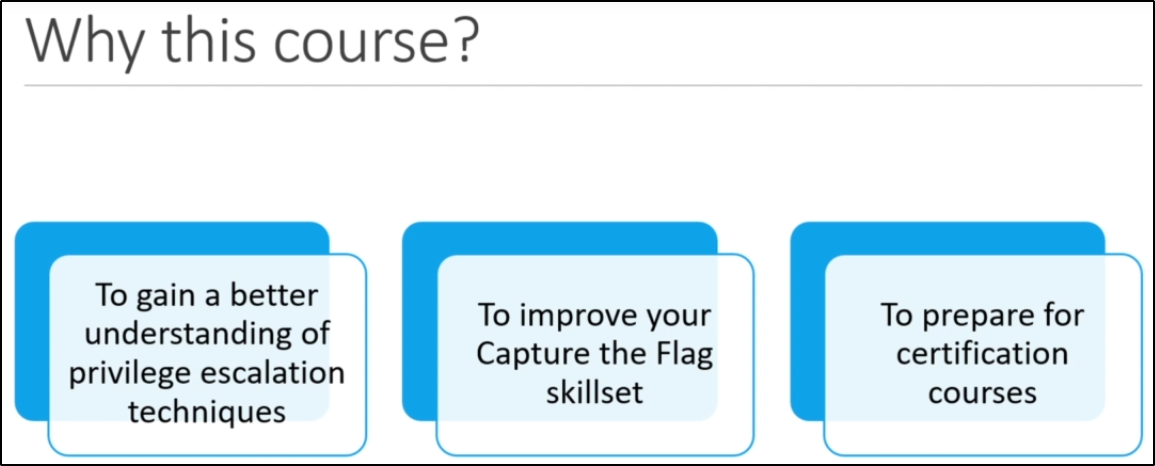 Why this course?
To gain a better
understanding of
privilege escalation
techniques
To improve your
Capture the Flag
skillset
To prepare for
certification
courses